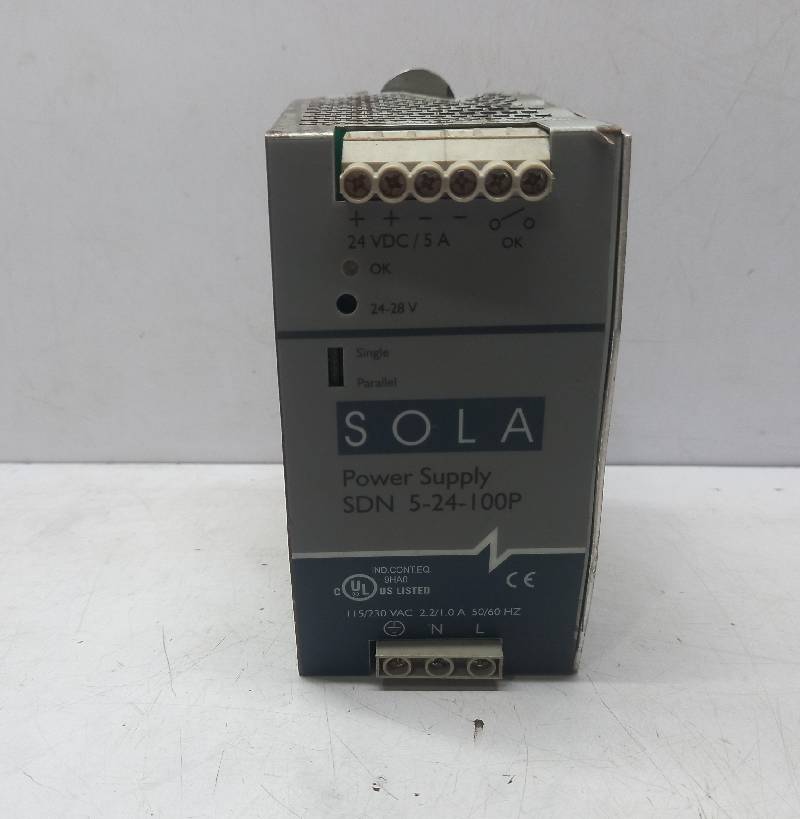 + + − −
24 VDC / 5 A OK
OK
24-28 V
Single
Parallel
SOLA
Power Supply
SDN 5-24-100P
IND.CONT.EQ.
9HA0
C UL US LISTED
CE
115/230 VAC 2.2/1.0 A 50/60 HZ
N L